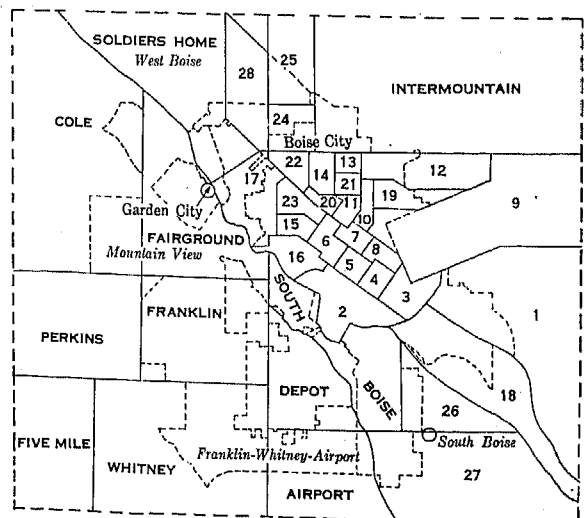 SOLDIERS HOME
West Boise
25
28
INTERMOUNTAIN
COLE
24
Boise City
22
13
12
14
21
17
19
9
20
11
23
10
Garden City
15
7
8
6
FAIRGROUND
Mountain View
16
5
4
3
SOUTH
2
1
FRANKLIN
PERKINS
18
DEPOT
BOISE
26
FIVE MILE
Franklin-Whitney-Airport
South Boise
WHITNEY
27
AIRPORT